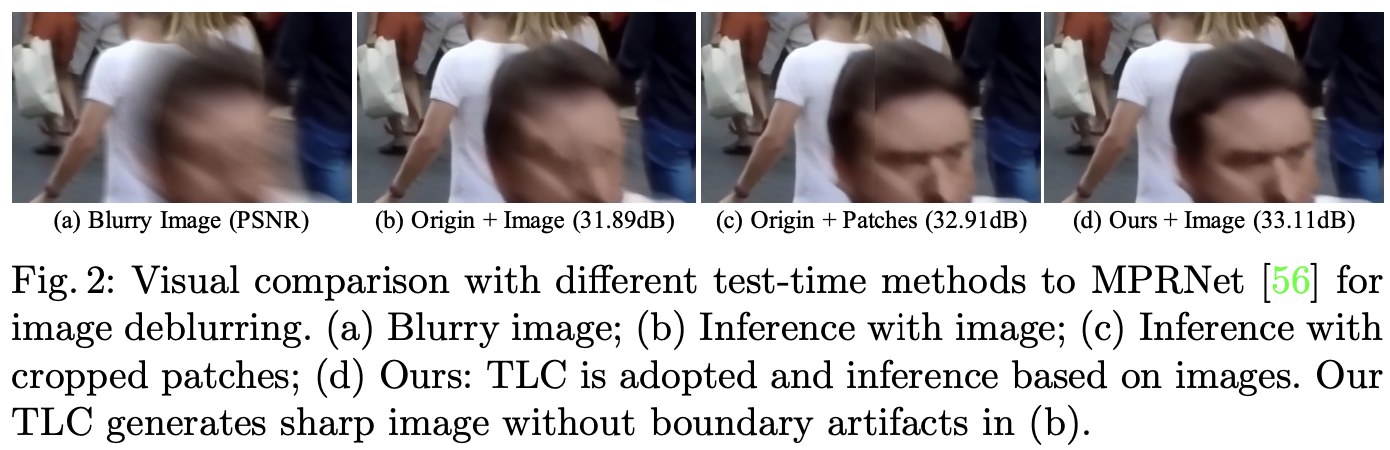 (a) Blurry Image (PSNR)
(b) Origin + Image (31.89dB)
(c) Origin + Patches (32.91dB)
(d) Ours + Image (33.11dB)
Fig. 2: Visual comparison with different test-time methods to MPRNet [56] for
image deblurring. (a) Blurry image; (b) Inference with image; (c) Inference with
cropped patches; (d) Ours: TLC is adopted and inference based on images. Our
TLC generates sharp image without boundary artifacts in (b).